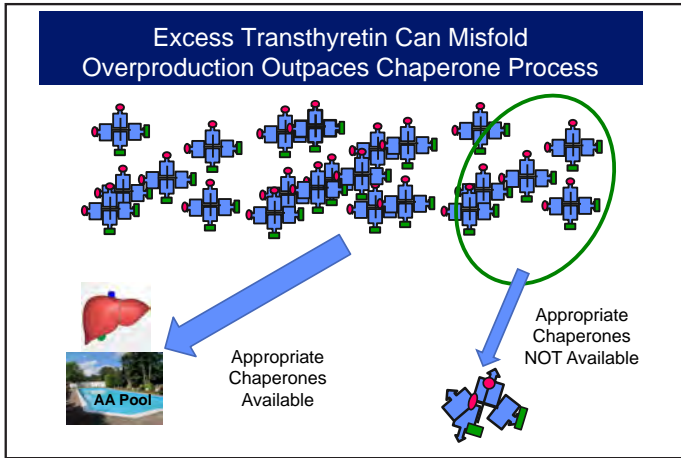 Excess Transthyretin Can Misfold
Overproduction Outpaces Chaperone Process
Appropriate
Chaperones
NOT Available
Appropriate
Chaperones
Available
AA Pool